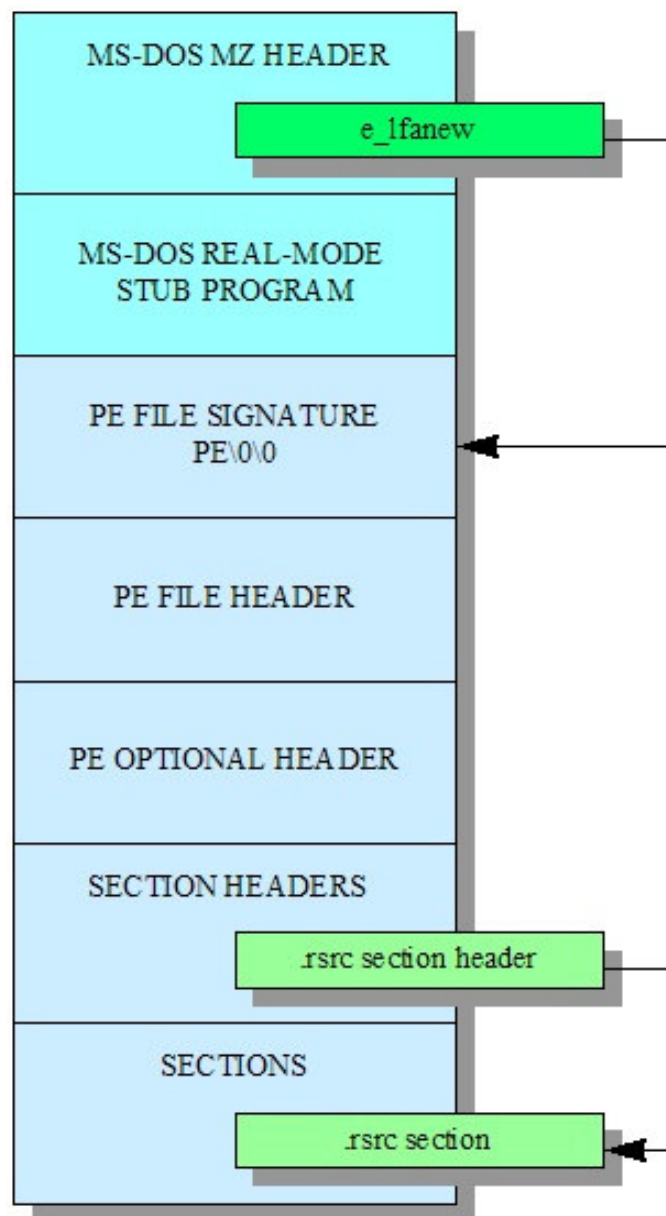 MS-DOS MZ HEADER
e_lfanew
MS-DOS REAL-MODE
STUB PROGRAM
PE FILE SIGNATURE
PE\0\0
PE FILE HEADER
PE OPTIONAL HEADER
SECTION HEADERS
.rsrc section header
SECTIONS
.rsrc section